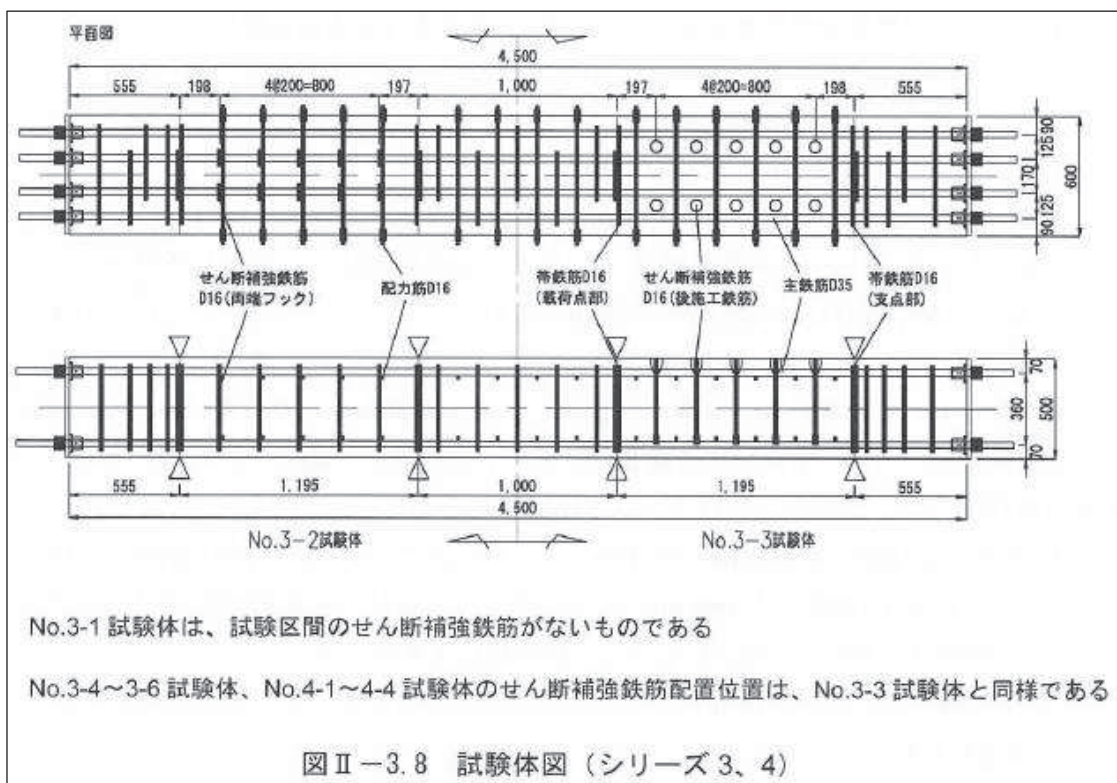 平面図
4,500
555 198 4@200=800 197 1,000 197 4@200=800 198 555
90
125
170
125
90
600
せん断補強鉄筋
D16(両端フック)
配力筋D16
帯鉄筋D16
(載荷点部)
せん断補強鉄筋
D16(後施工鉄筋)
主鉄筋D35
帯鉄筋D16
(支点部)
70
360
70
500
555 1,195 1,000 1,195 555
4,500
No.3-2試験体 No.3-3試験体
No.3-1 試験体は、試験区間のせん断補強鉄筋がないものである
No.3-4～3-6 試験体、No.4-1～4-4 試験体のせん断補強鉄筋配置位置は、No.3-3 試験体と同様である
図Ⅱ-3.8 試験体図（シリーズ 3、4）